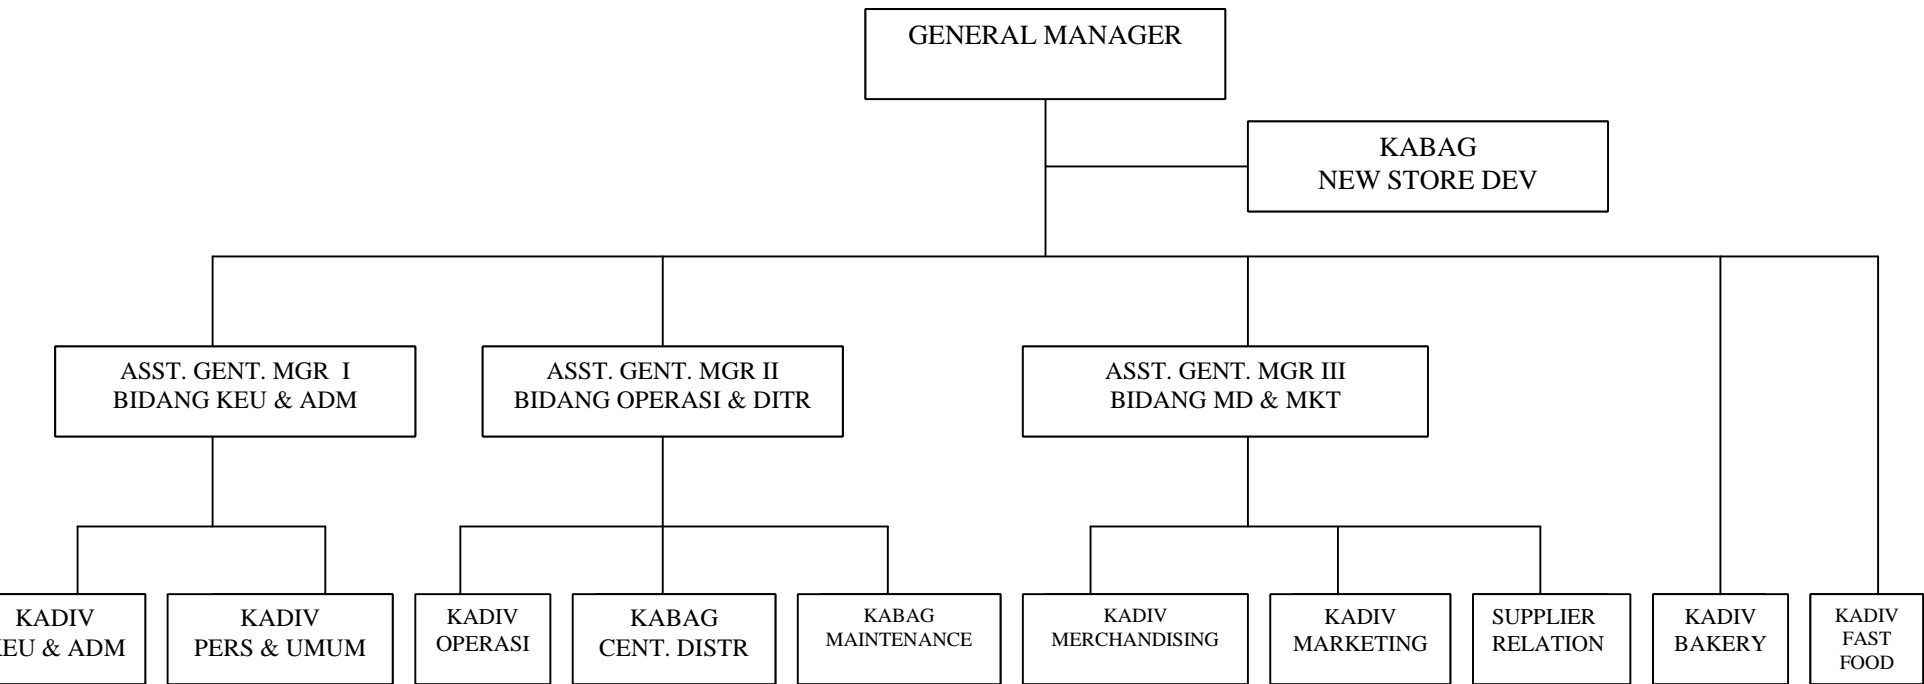 GENERAL MANAGER
KABAG
NEW STORE DEV
ASST. GENT. MGR  I
BIDANG KEU & ADM
ASST. GENT. MGR II
BIDANG OPERASI & DITR
ASST. GENT. MGR III
BIDANG MD & MKT
KADIV
KEU & ADM
KADIV
PERS & UMUM
KADIV
OPERASI
KABAG
CENT. DISTR
KABAG
MAINTENANCE
KADIV
MERCHANDISING
KADIV
MARKETING
SUPPLIER
RELATION
KADIV
BAKERY
KADIV
FAST
FOOD